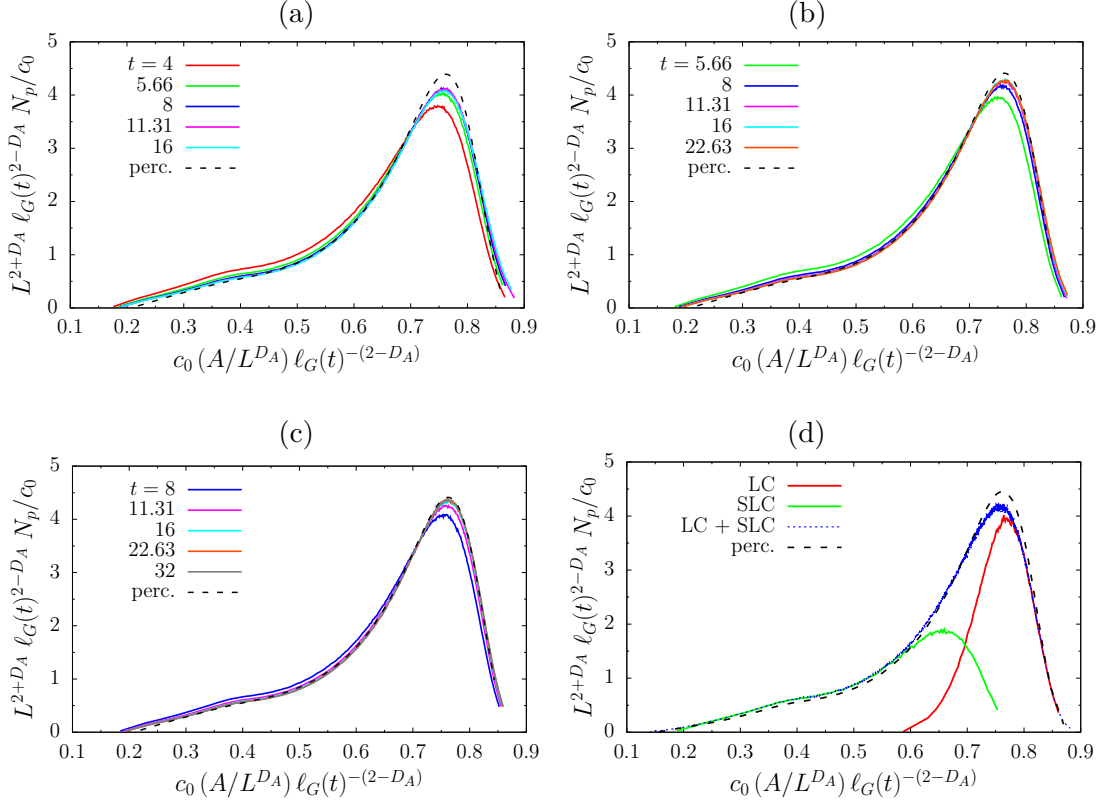 (a)
L^{2+D_A} ℓ_G(t)^{2−D_A} N_p/c_0
5
4
3
2
1
0
t = 4
5.66
8
11.31
16
perc.
0.1 0.2 0.3 0.4 0.5 0.6 0.7 0.8 0.9
c_0 (A/L^{D_A}) ℓ_G(t)^{−(2−D_A)}
(b)
L^{2+D_A} ℓ_G(t)^{2−D_A} N_p/c_0
5
4
3
2
1
0
t = 5.66
8
11.31
16
22.63
perc.
0.1 0.2 0.3 0.4 0.5 0.6 0.7 0.8 0.9
c_0 (A/L^{D_A}) ℓ_G(t)^{−(2−D_A)}
(c)
L^{2+D_A} ℓ_G(t)^{2−D_A} N_p/c_0
5
4
3
2
1
0
t = 8
11.31
16
22.63
32
perc.
0.1 0.2 0.3 0.4 0.5 0.6 0.7 0.8 0.9
c_0 (A/L^{D_A}) ℓ_G(t)^{−(2−D_A)}
(d)
L^{2+D_A} ℓ_G(t)^{2−D_A} N_p/c_0
5
4
3
2
1
0
LC
SLC
LC + SLC
perc.
0.1 0.2 0.3 0.4 0.5 0.6 0.7 0.8 0.9
c_0 (A/L^{D_A}) ℓ_G(t)^{−(2−D_A)}